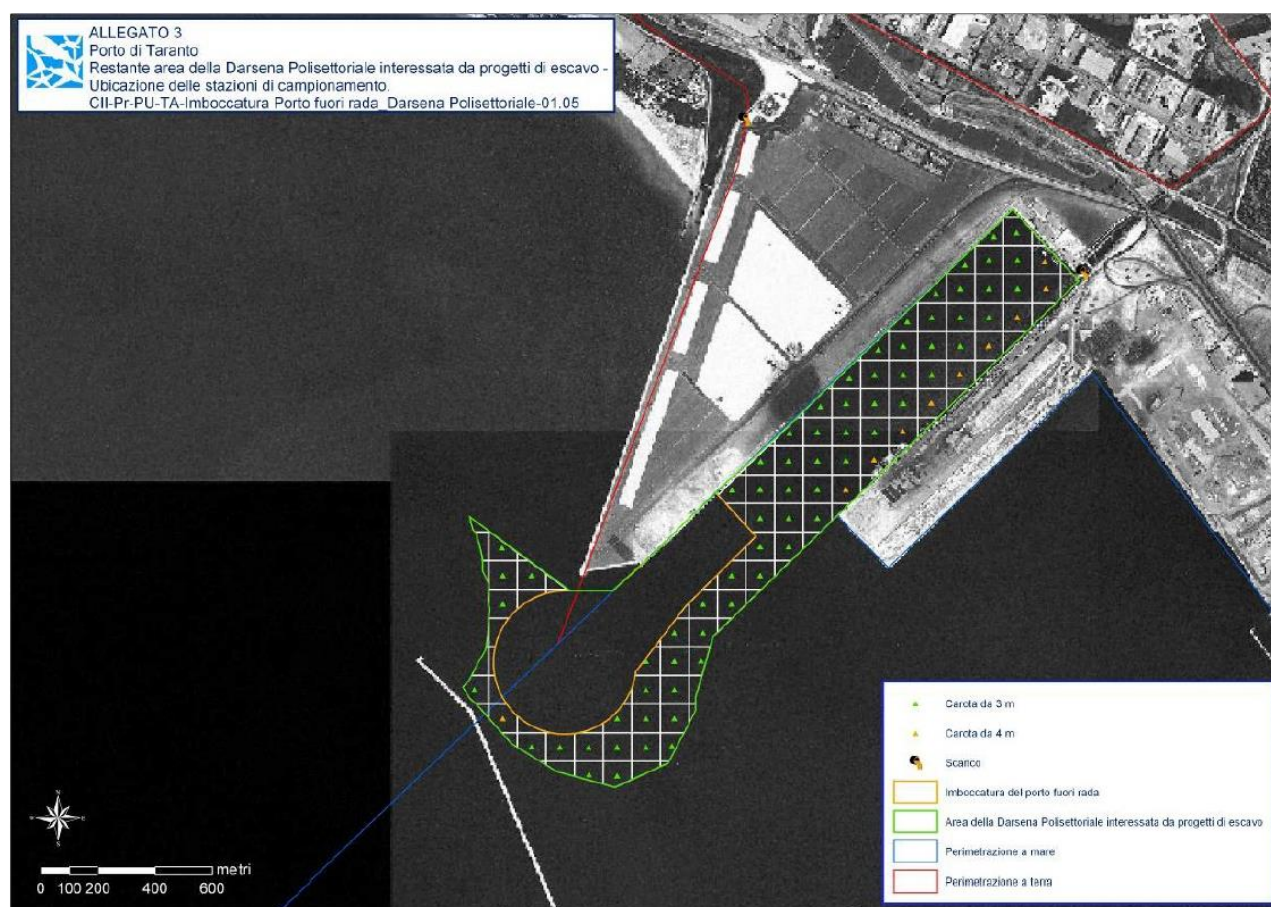 ALLEGATO 3
Porto di Taranto
Restante area della Darsena Polisettoriale interessata da progetti di escavo -
Ubicazione delle stazioni di campionamento.
CII-Pr-PU-TA-Imboccatura Porto fuori rada_Darsena Polisettoriale-01.05
Carota da 3 m
Carota da 4 m
Scarico
Imboccatura del porto fuori rada
Area della Darsena Polisettoriale interessata da progetti di escavo
Perimetrazione a mare
Perimetrazione a terra
N
metri
0 100 200 400 600